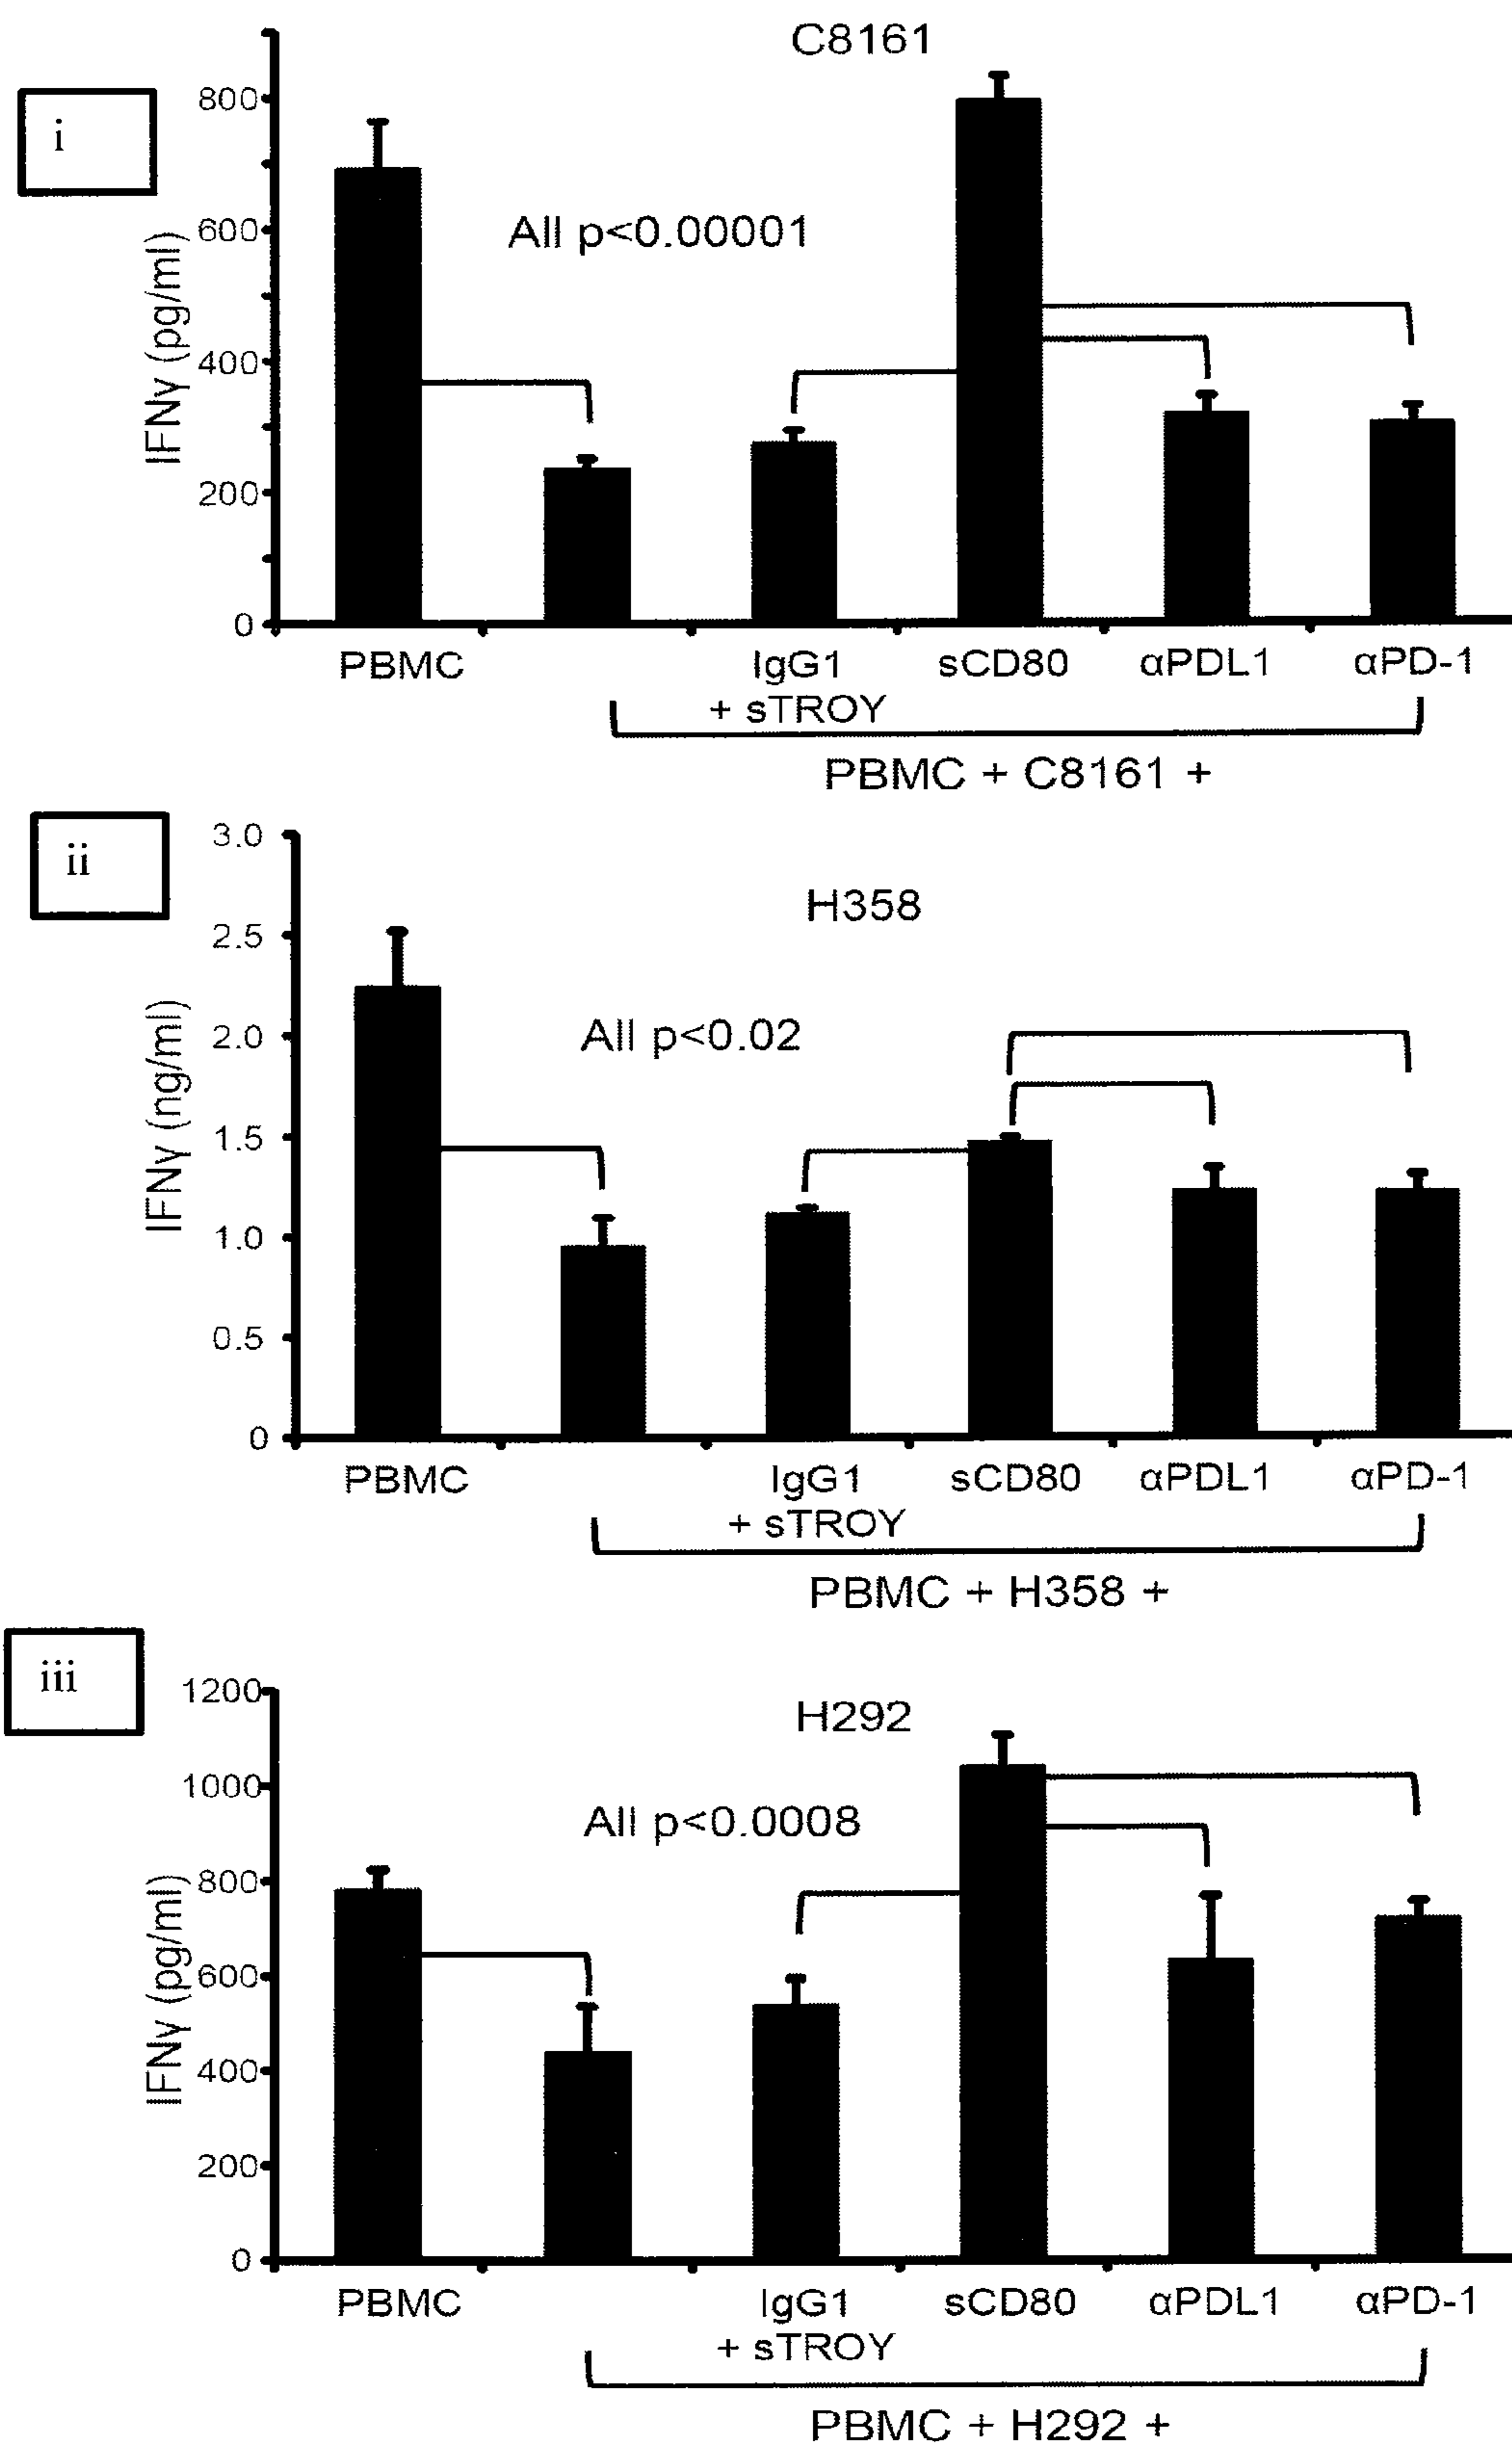 C8161
i
800
600
400
200
0
IFNγ (pg/ml)
All p<0.00001
PBMC IgG1 sCD80 αPDL1 αPD-1
+ sTROY
PBMC + C8161 +
ii
3.0
2.5
2.0
1.5
1.0
0.5
0
IFNγ (ng/ml)
H358
All p<0.02
PBMC IgG1 sCD80 αPDL1 αPD-1
+ sTROY
PBMC + H358 +
iii
1200
1000
800
600
400
200
0
IFNγ (pg/ml)
H292
All p<0.0008
PBMC IgG1 sCD80 αPDL1 αPD-1
+ sTROY
PBMC + H292 +